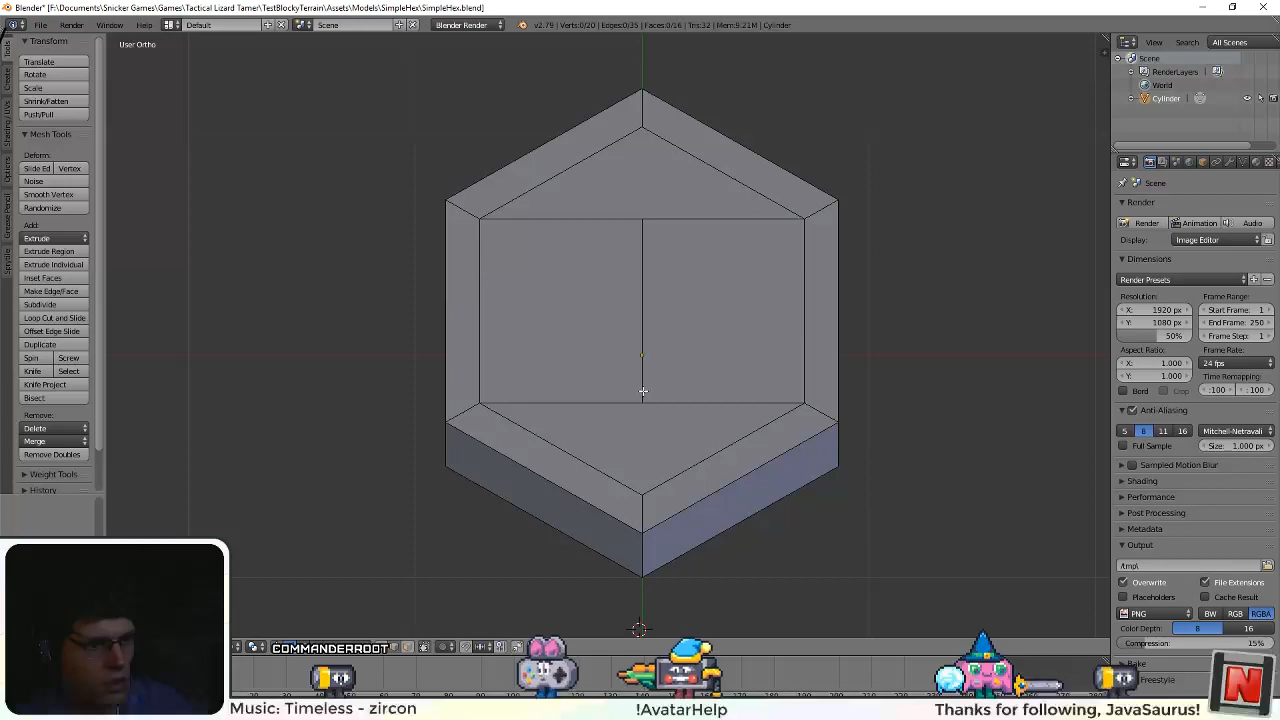 Blender* [F:\Documents\Snicker Games\Games\Tactical Lizard Tamer\TestBlockyTerrain\Assets\Models\SimpleHex\SimpleHex.blend]
File Render Window Help Default Scene Blender Render v2.79 | Verts:0/20 | Edges:0/35 | Faces:0/16 | Tris:32 | Mem:9.21M | Cylinder
Transform
Translate
Rotate
Scale
Shrink/Fatten
Push/Pull
Mesh Tools
Deform:
Slide Ed Vertex
Noise
Smooth Vertex
Randomize
Add:
Extrude
Extrude Region
Extrude Individual
Inset Faces
Make Edge/Face
Subdivide
Loop Cut and Slide
Offset Edge Slide
Duplicate
Spin Screw
Knife Select
Knife Project
Bisect
Remove:
Delete
Merge
Remove Doubles
Weight Tools
History
Tools
Create
Shading / UVs
Options
Grease Pencil
Sprytile
User Ortho
View Search All Scenes
Scene
RenderLayers
World
Cylinder
Scene
Render
Render Animation Audio
Display: Image Editor
Dimensions
Render Presets
Resolution: Frame Range:
X: 1920 px Start Frame: 1
Y: 1080 px End Frame: 250
50% Frame Step: 1
Aspect Ratio: Frame Rate:
X: 1.000 24 fps
Y: 1.000 Time Remapping:
Bord Crop :100 :100
Anti-Aliasing
5 8 11 16 Mitchell-Netravali
Full Sample Size: 1.000 px
Sampled Motion Blur
Shading
Performance
Post Processing
Metadata
Output
/tmp\
Overwrite File Extensions
Placeholders Cache Result
PNG BW RGB RGBA
Color Depth: 8 16
Compression: 15%
Bake
Freestyle
COMMANDERROOT
Music: Timeless - zircon !AvatarHelp Thanks for following, JavaSaurus!
N